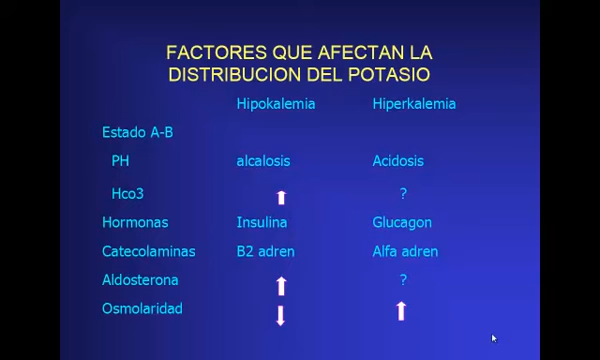 FACTORES QUE AFECTAN LA
DISTRIBUCION DEL POTASIO
Hipokalemia Hiperkalemia
Estado A-B
PH alcalosis Acidosis
Hco3 ?
Hormonas Insulina Glucagon
Catecolaminas B2 adren Alfa adren
Aldosterona ?
Osmolaridad